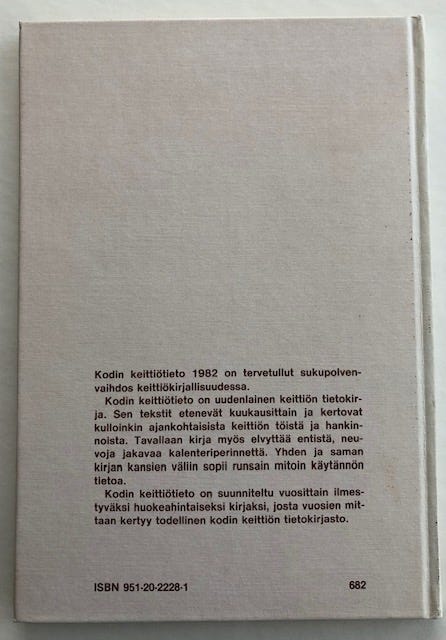 Kodin keittiötieto 1982 on tervetullut sukupolven-
vaihdos keittiökirjallisuudessa.
Kodin keittiötieto on uudenlainen keittiön tietokir-
ja. Sen tekstit etenevät kuukausittain ja kertovat
kulloinkin ajankohtaisista keittiön töistä ja hankin-
noista. Tavallaan kirja myös elvyttää entistä, neu-
voja jakavaa kalenteriperinnettä. Yhden ja saman
kirjan kansien väliin sopii runsain mitoin käytännön
tietoa.
Kodin keittiötieto on suunniteltu vuosittain ilmes-
tyväksi huokeahintaiseksi kirjaksi, josta vuosien mit-
taan kertyy todellinen kodin keittiön tietokirjasto.
ISBN 951-20-2228-1 682